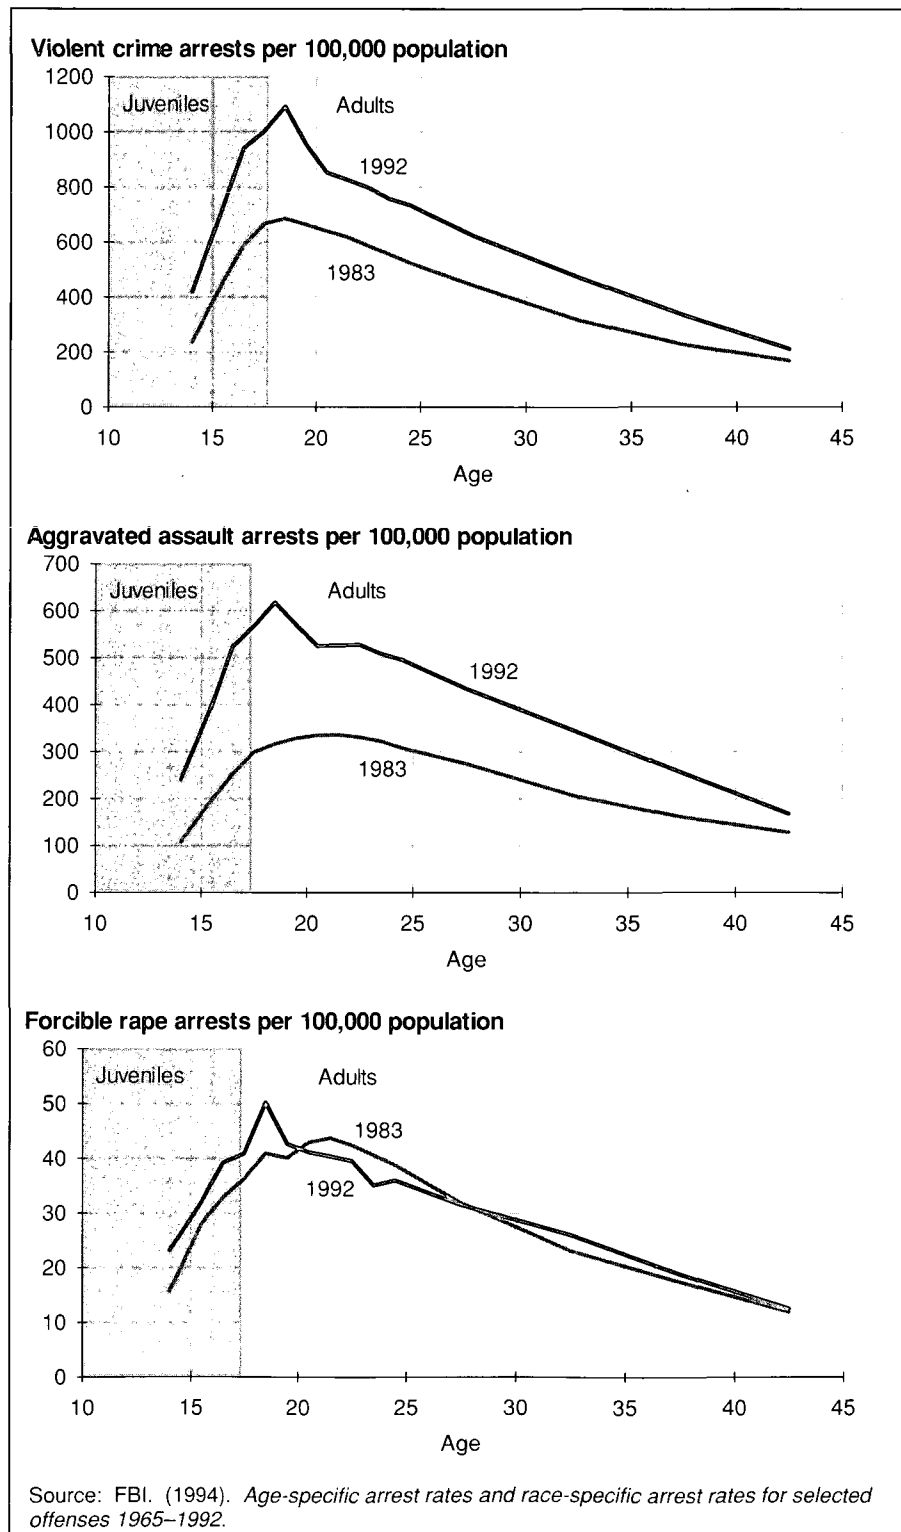 Violent crime arrests per 100,000 population
1200
1000
800
600
400
200
0
Juveniles
Adults
1992
1983
10 15 20 25 30 35 40 45
Age
Aggravated assault arrests per 100,000 population
700
600
500
400
300
200
100
0
Juveniles
Adults
1992
1983
10 15 20 25 30 35 40 45
Age
Forcible rape arrests per 100,000 population
60
50
40
30
20
10
0
Juveniles
Adults
1983
1992
10 15 20 25 30 35 40 45
Age
Source: FBI. (1994). Age-specific arrest rates and race-specific arrest rates for selected
offenses 1965–1992.